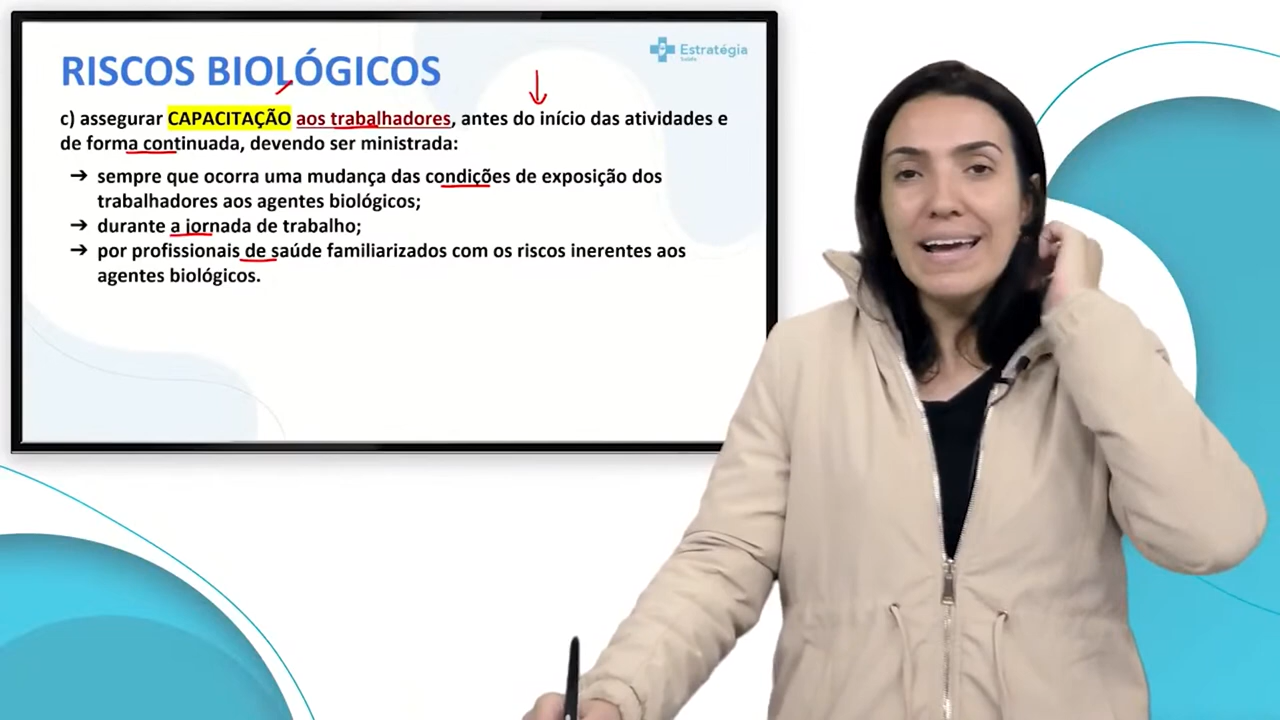 RISCOS BIOLÓGICOS
Estratégia
Saúde
c) assegurar CAPACITAÇÃO aos trabalhadores, antes do início das atividades e
de forma continuada, devendo ser ministrada:
➔ sempre que ocorra uma mudança das condições de exposição dos
trabalhadores aos agentes biológicos;
➔ durante a jornada de trabalho;
➔ por profissionais de saúde familiarizados com os riscos inerentes aos
agentes biológicos.